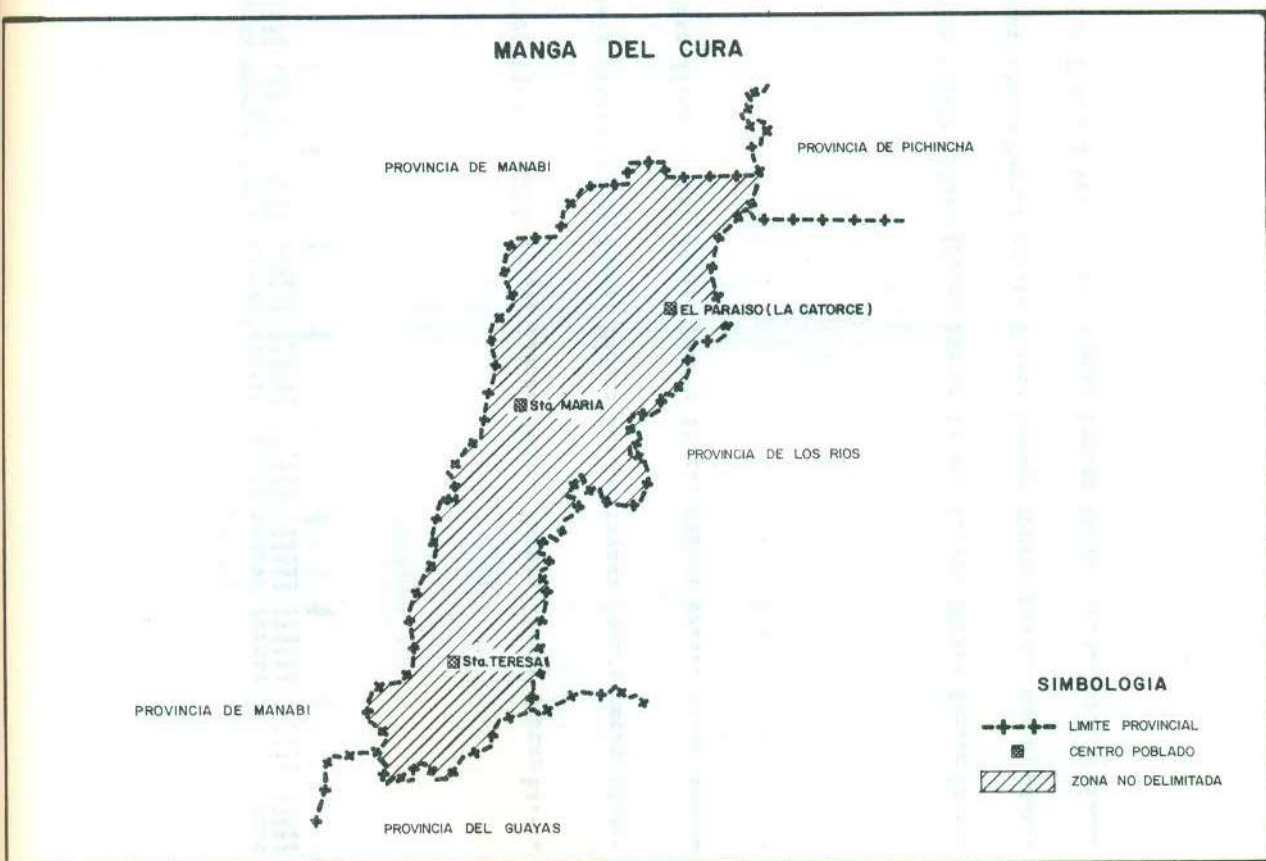 MANGA DEL CURA
PROVINCIA DE PICHINCHA
PROVINCIA DE MANABI
EL PARAISO (LA CATORCE)
Sta. MARIA
PROVINCIA DE LOS RIOS
Sta. TERESA
PROVINCIA DE MANABI
PROVINCIA DEL GUAYAS
SIMBOLOGIA
LIMITE PROVINCIAL
CENTRO POBLADO
ZONA NO DELIMITADA